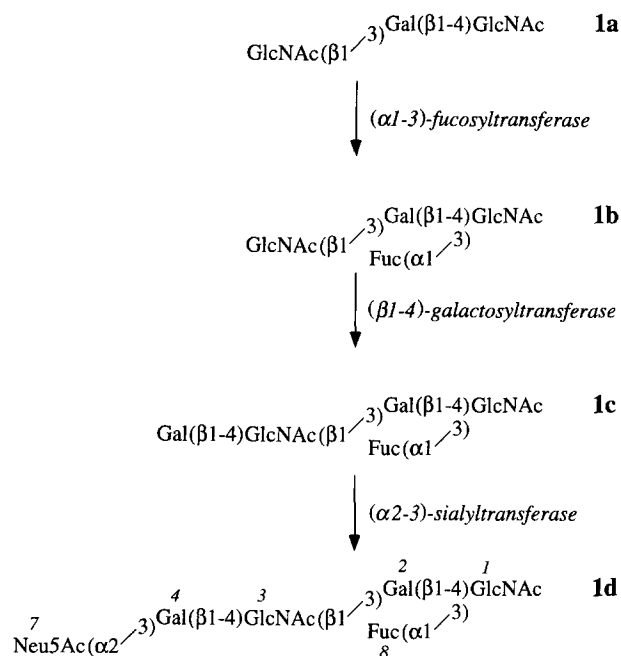 3)Gal(β1-4)GlcNAc 1a
GlcNAc(β1
(α1-3)-fucosyltransferase
3)Gal(β1-4)GlcNAc 1b
GlcNAc(β1
Fuc(α1 3)
(β1-4)-galactosyltransferase
3)Gal(β1-4)GlcNAc 1c
Gal(β1-4)GlcNAc(β1
Fuc(α1 3)
(α2-3)-sialyltransferase
2 1
3)Gal(β1-4)GlcNAc 1d
4 3
3)Gal(β1-4)GlcNAc(β1
Fuc(α1 3)
8
7
Neu5Ac(α2